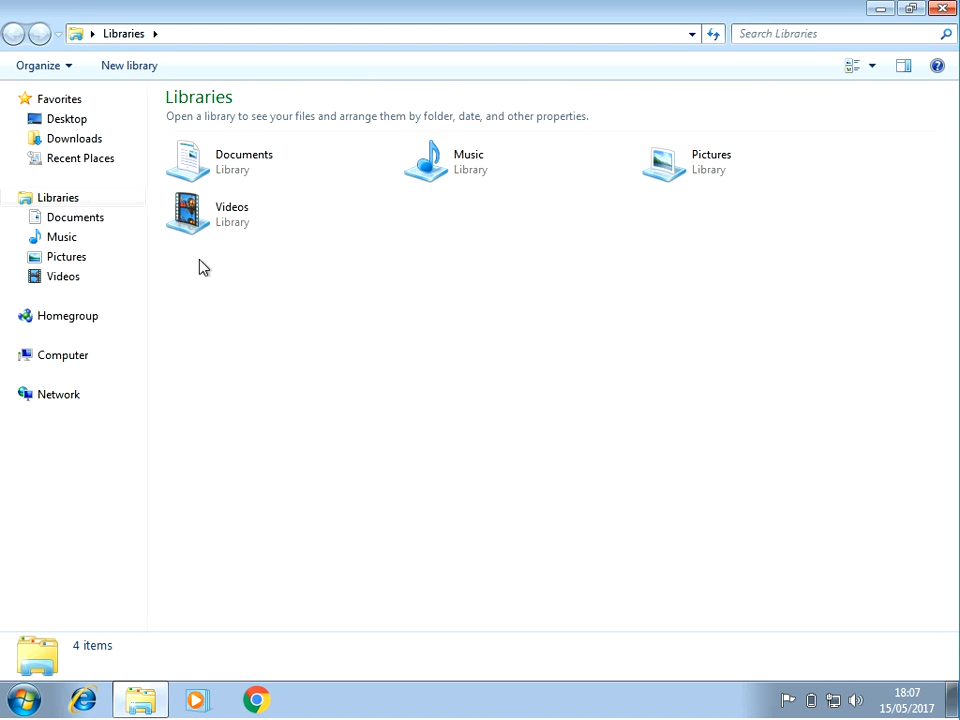 Libraries
Search Libraries
Organize
New library
Favorites
Desktop
Downloads
Recent Places
Libraries
Documents
Music
Pictures
Videos
Homegroup
Computer
Network
Libraries
Open a library to see your files and arrange them by folder, date, and other properties.
Documents
Library
Music
Library
Pictures
Library
Videos
Library
4 items
18:07
15/05/2017